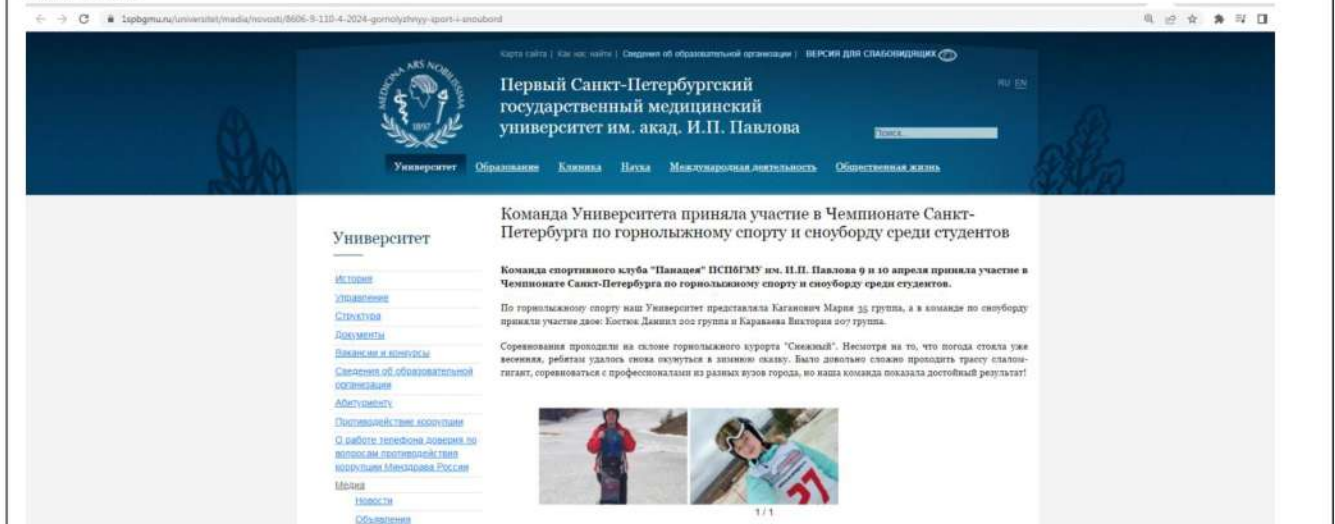 1spbgmu.ru/universitet/media/novosti/8606-9-110-4-2024-gornolyzhnyy-sport-i-snoubord
Карта сайта | Как нас найти | Сведения об образовательной организации | ВЕРСИЯ ДЛЯ СЛАБОВИДЯЩИХ
MEDICINA ARS NOBILISSIMA
1897
Первый Санкт-Петербургский
государственный медицинский
университет им. акад. И.П. Павлова
RU EN
Поиск...
Университет Образование Клиника Наука Международная деятельность Общественная жизнь
Университет
История
Управление
Структура
Документы
Вакансии и конкурсы
Сведения об образовательной
организации
Абитуриенту
Противодействие коррупции
О работе телефона доверия по
вопросам противодействия
коррупции Минздрава России
Медиа
Новости
Объявления
Команда Университета приняла участие в Чемпионате Санкт-
Петербурга по горнолыжному спорту и сноуборду среди студентов
Команда спортивного клуба "Панацея" ПСПбГМУ им. И.П. Павлова 9 и 10 апреля приняла участие в
Чемпионате Санкт-Петербурга по горнолыжному спорту и сноуборду среди студентов.
По горнолыжному спорту наш Университет представляла Каганович Мария 35 группа, а в команде по сноуборду
приняли участие двое: Костюк Даниил 202 группа и Караваева Виктория 207 группа.
Соревнования проходили на склоне горнолыжного курорта "Снежный". Несмотря на то, что погода стояла уже
весенняя, ребятам удалось снова окунуться в зимнюю сказку. Было довольно сложно проходить трассу слалом-
гигант, соревноваться с профессионалами из разных вузов города, но наша команда показала достойный результат!
37
1 / 1